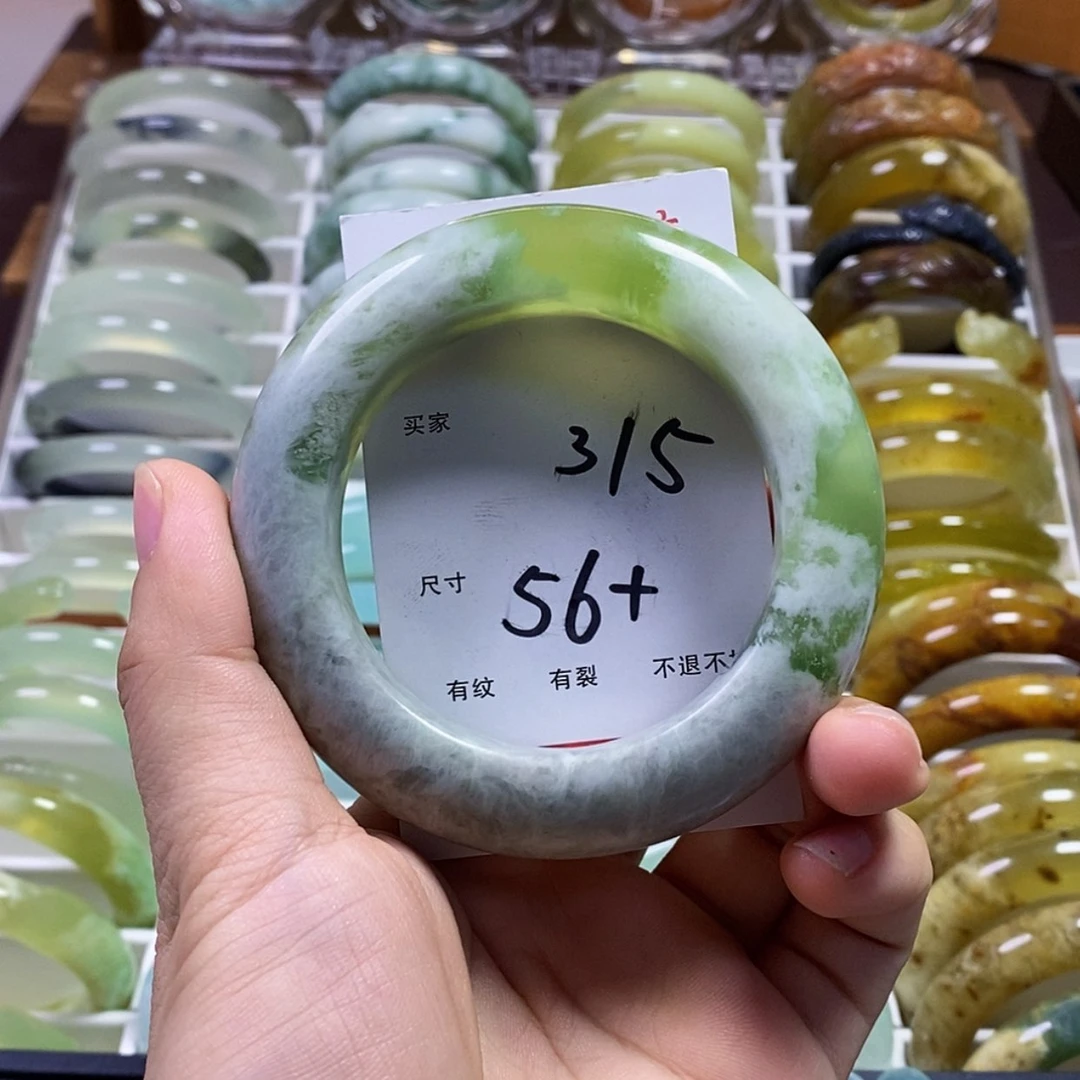 买家 315
尺寸 56+
有纹 有裂 不退不